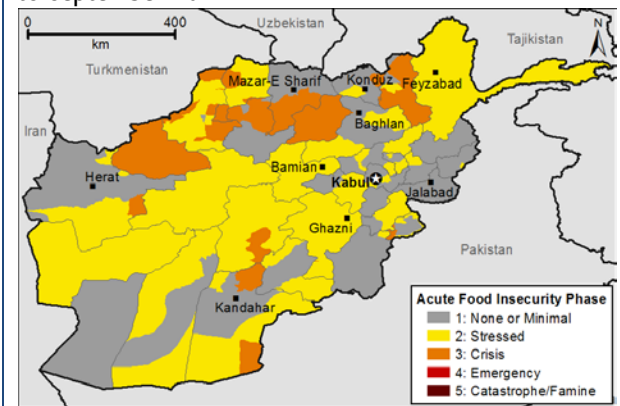 0 400
km
Uzbekistan
N
Tajikistan
Turkmenistan
Mazar-E Sharif
Konduz
Feyzabad
Iran
Baghlan
Herat
Bamian
Kabul
Jalabad
Ghazni
Pakistan
Kandahar
Acute Food Insecurity Phase
1: None or Minimal
2: Stressed
3: Crisis
4: Emergency
5: Catastrophe/Famine